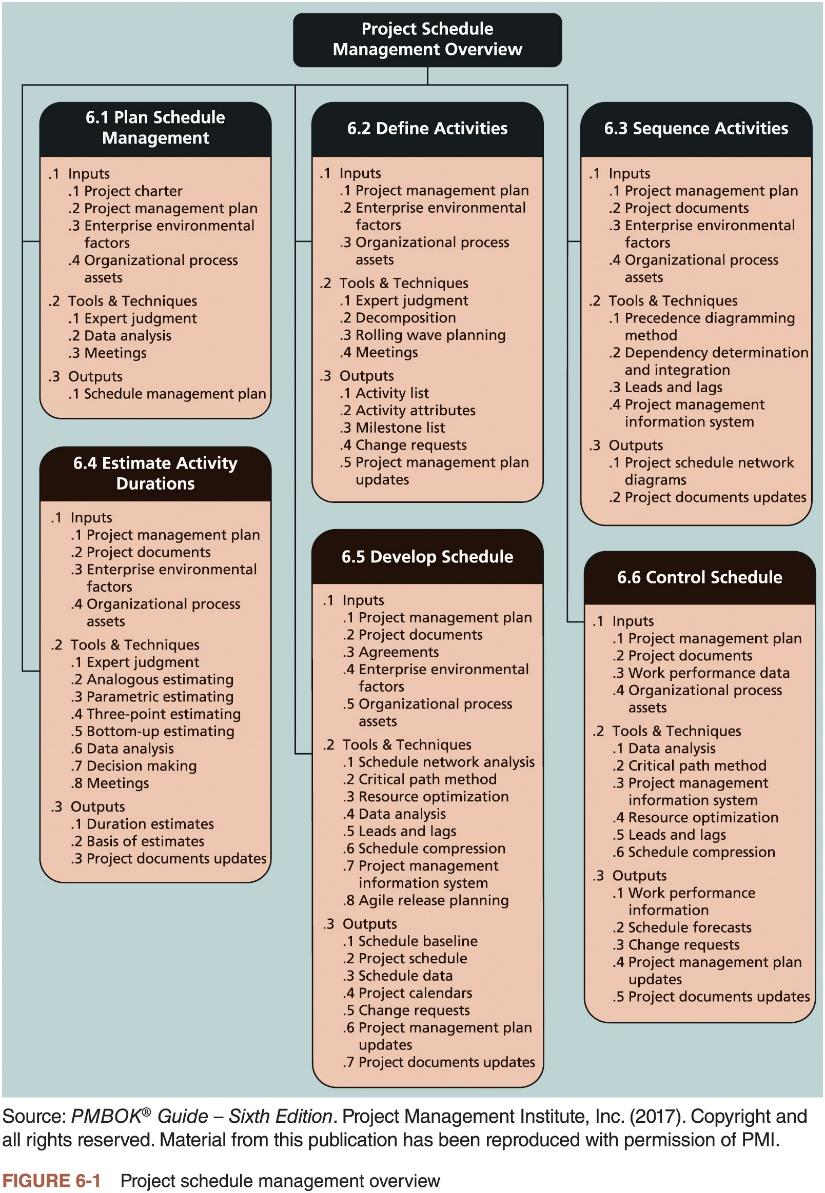 Project Schedule
Management Overview
6.1 Plan Schedule
Management
.1 Inputs
.1 Project charter
.2 Project management plan
.3 Enterprise environmental
factors
.4 Organizational process
assets
.2 Tools & Techniques
.1 Expert judgment
.2 Data analysis
.3 Meetings
.3 Outputs
.1 Schedule management plan
6.2 Define Activities
.1 Inputs
.1 Project management plan
.2 Enterprise environmental
factors
.3 Organizational process
assets
.2 Tools & Techniques
.1 Expert judgment
.2 Decomposition
.3 Rolling wave planning
.4 Meetings
.3 Outputs
.1 Activity list
.2 Activity attributes
.3 Milestone list
.4 Change requests
.5 Project management plan
updates
6.3 Sequence Activities
.1 Inputs
.1 Project management plan
.2 Project documents
.3 Enterprise environmental
factors
.4 Organizational process
assets
.2 Tools & Techniques
.1 Precedence diagramming
method
.2 Dependency determination
and integration
.3 Leads and lags
.4 Project management
information system
.3 Outputs
.1 Project schedule network
diagrams
.2 Project documents updates
6.4 Estimate Activity
Durations
.1 Inputs
.1 Project management plan
.2 Project documents
.3 Enterprise environmental
factors
.4 Organizational process
assets
.2 Tools & Techniques
.1 Expert judgment
.2 Analogous estimating
.3 Parametric estimating
.4 Three-point estimating
.5 Bottom-up estimating
.6 Data analysis
.7 Decision making
.8 Meetings
.3 Outputs
.1 Duration estimates
.2 Basis of estimates
.3 Project documents updates
6.5 Develop Schedule
.1 Inputs
.1 Project management plan
.2 Project documents
.3 Agreements
.4 Enterprise environmental
factors
.5 Organizational process
assets
.2 Tools & Techniques
.1 Schedule network analysis
.2 Critical path method
.3 Resource optimization
.4 Data analysis
.5 Leads and lags
.6 Schedule compression
.7 Project management
information system
.8 Agile release planning
.3 Outputs
.1 Schedule baseline
.2 Project schedule
.3 Schedule data
.4 Project calendars
.5 Change requests
.6 Project management plan
updates
.7 Project documents updates
6.6 Control Schedule
.1 Inputs
.1 Project management plan
.2 Project documents
.3 Work performance data
.4 Organizational process
assets
.2 Tools & Techniques
.1 Data analysis
.2 Critical path method
.3 Project management
information system
.4 Resource optimization
.5 Leads and lags
.6 Schedule compression
.3 Outputs
.1 Work performance
information
.2 Schedule forecasts
.3 Change requests
.4 Project management plan
updates
.5 Project documents updates
Source: PMBOK® Guide – Sixth Edition. Project Management Institute, Inc. (2017). Copyright and
all rights reserved. Material from this publication has been reproduced with permission of PMI.
FIGURE 6-1 Project schedule management overview